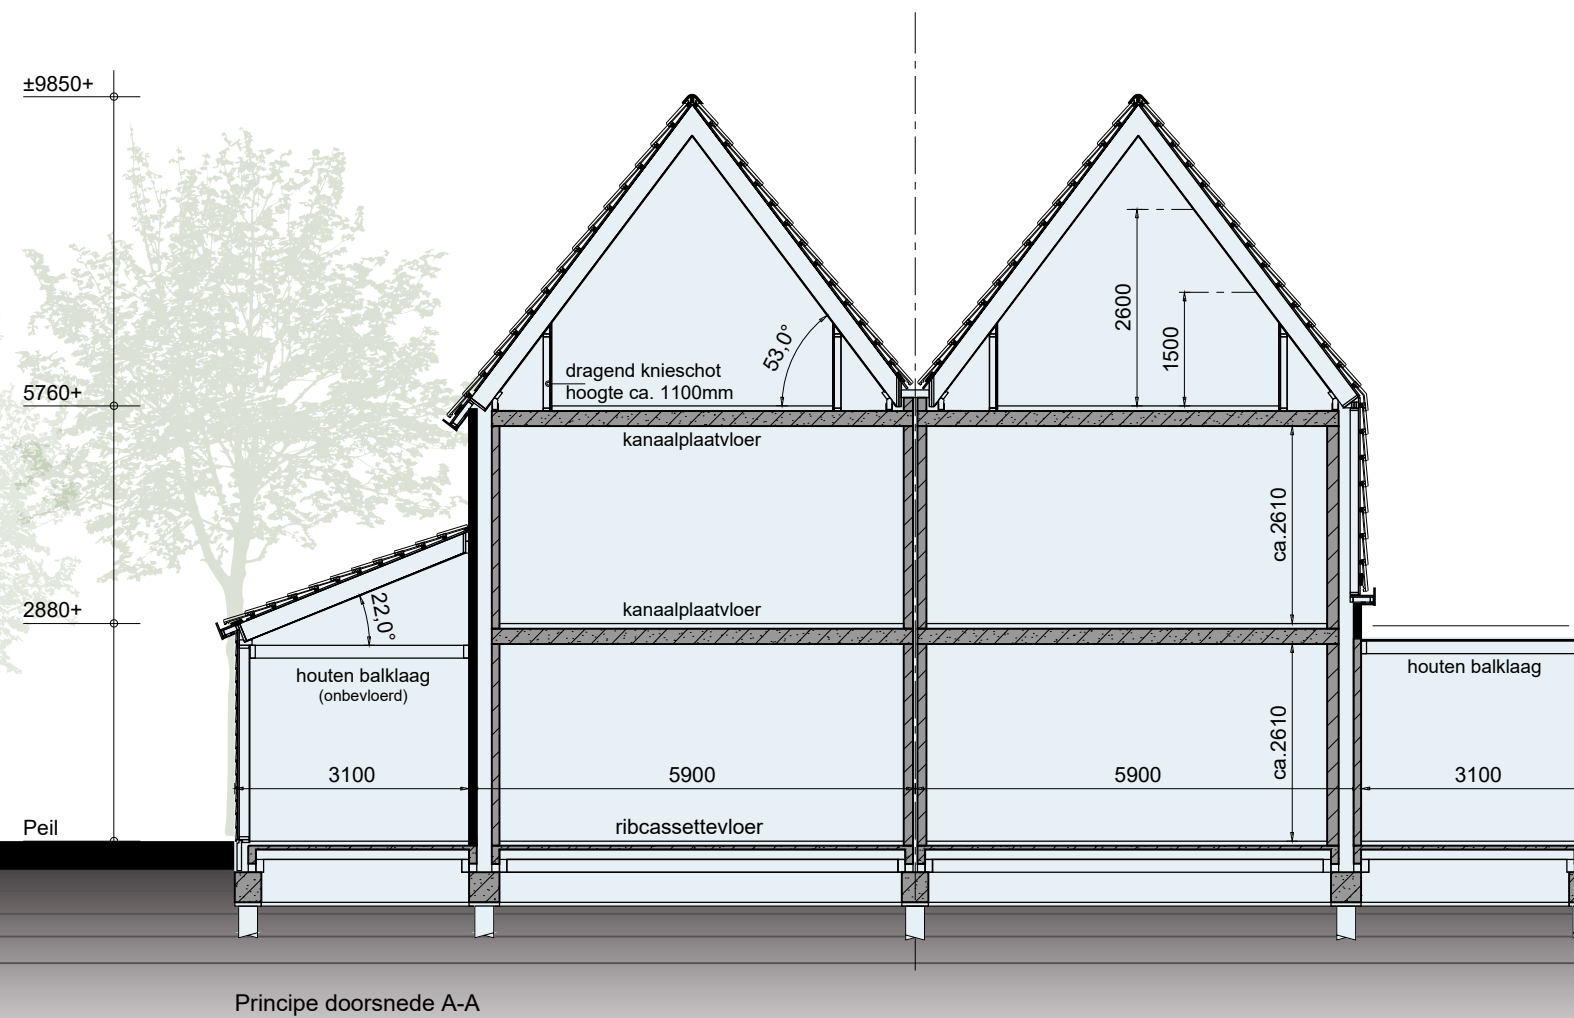 ±9850+
2600
1500
53,0°
dragend knieschot
hoogte ca. 1100mm
5760+
kanaalplaatvloer
ca.2610
2880+
22,0°
kanaalplaatvloer
houten balklaag
(onbevloerd)
houten balklaag
ca.2610
3100
5900
5900
3100
Peil
ribcassettevloer
Principe doorsnede A-A